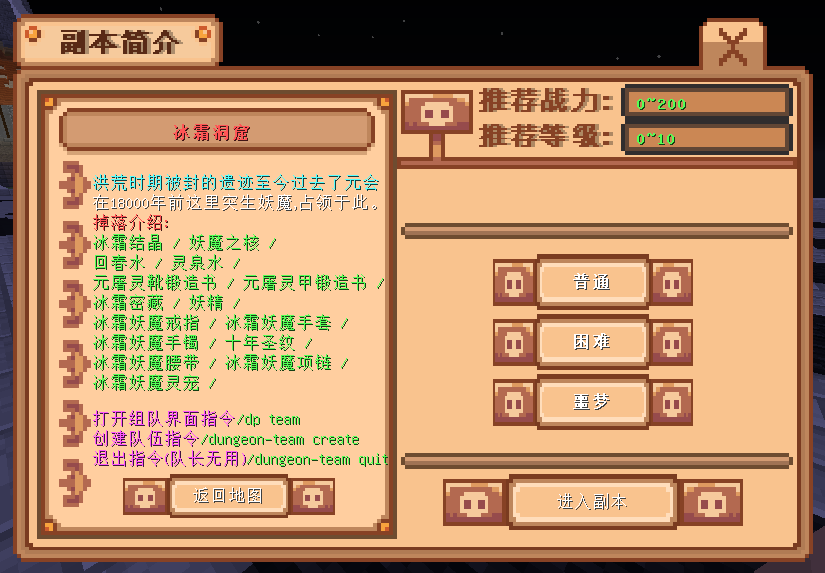 副本简介
冰霜洞窟
洪荒时期被封的遗迹至今过去了元会
在18000年前这里突生妖魔,占领于此。
掉落介绍:
冰霜结晶 / 妖魔之核 /
回春水 / 灵泉水 /
元屠灵靴锻造书 / 元屠灵甲锻造书 /
冰霜密藏 / 妖精 /
冰霜妖魔戒指 / 冰霜妖魔手套 /
冰霜妖魔手镯 / 十年圣纹 /
冰霜妖魔腰带 / 冰霜妖魔项链 /
冰霜妖魔灵宠 /
打开组队界面指令/dp team
创建队伍指令/dungeon-team create
退出指令(队长无用)/dungeon-team quit
返回地图
推荐战力: 0~200
推荐等级: 0~10
普通
困难
噩梦
进入副本